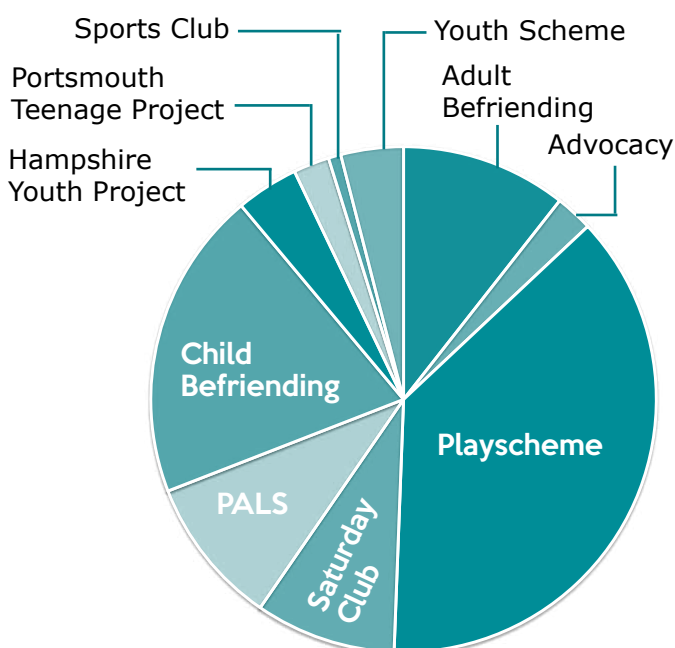 Sports Club
Youth Scheme
Portsmouth
Teenage Project
Adult
Befriending
Advocacy
Hampshire
Youth Project
Child
Befriending
Playscheme
PALS
Saturday
Club